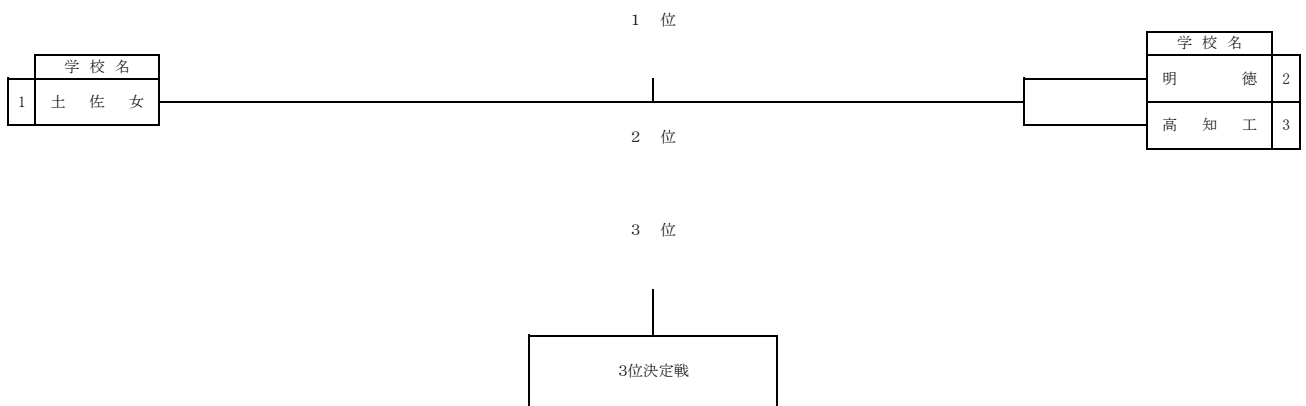 1 位
学 校 名
学 校 名
明 徳 2
1 土 佐 女
高 知 工 3
2 位
3 位
3位決定戦